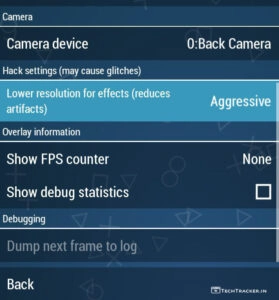 Camera
Camera device 0:Back Camera
Hack settings (may cause glitches)
Lower resolution for effects (reduces
artifacts) Aggressive
Overlay information
Show FPS counter None
Show debug statistics
Debugging
Dump next frame to log
Back
TechTracker.in